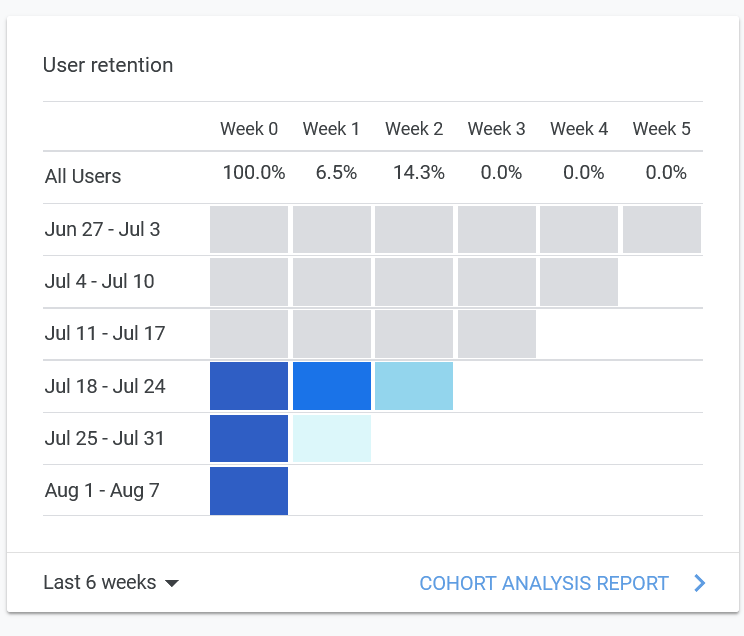 User retention
Week 0 Week 1 Week 2 Week 3 Week 4 Week 5
All Users 100.0% 6.5% 14.3% 0.0% 0.0% 0.0%
Jun 27 - Jul 3
Jul 4 - Jul 10
Jul 11 - Jul 17
Jul 18 - Jul 24
Jul 25 - Jul 31
Aug 1 - Aug 7
Last 6 weeks COHORT ANALYSIS REPORT